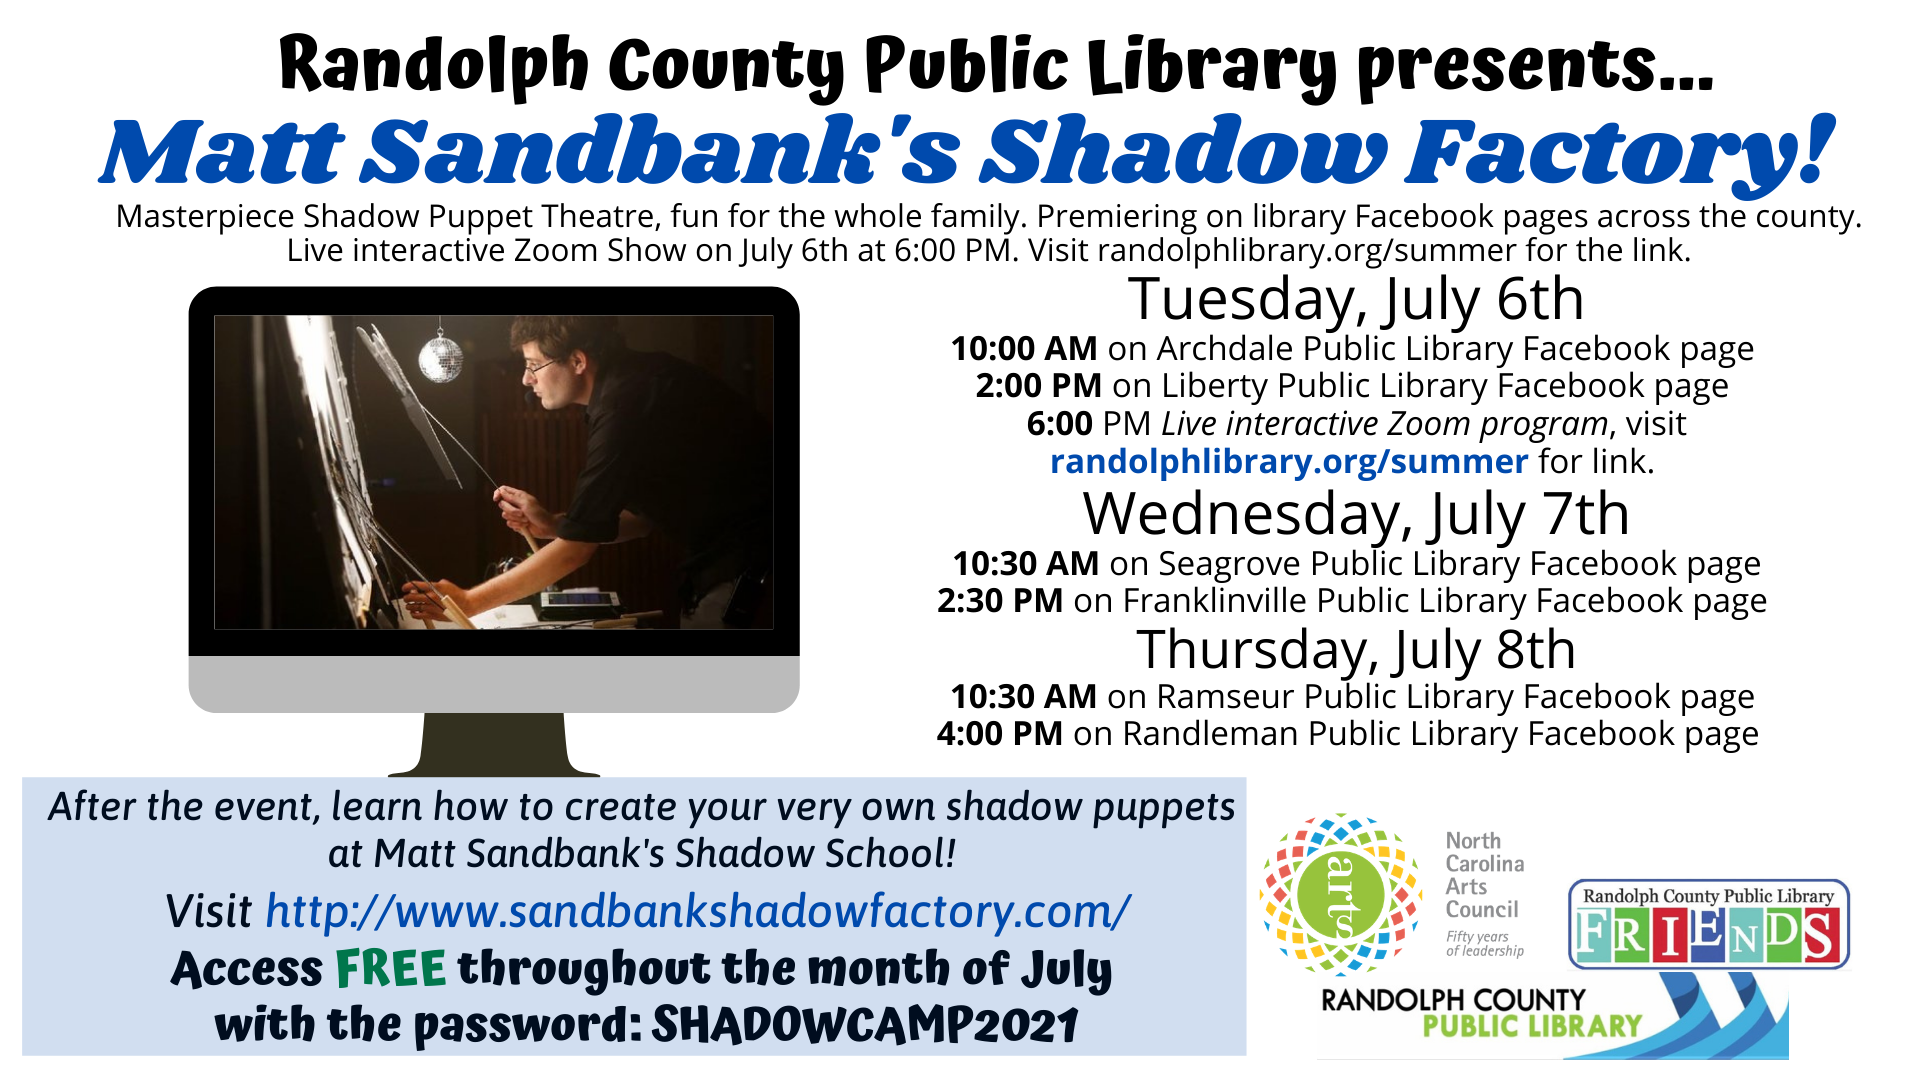 Randolph County Public Library presents...
Matt Sandbank's Shadow Factory!
Masterpiece Shadow Puppet Theatre, fun for the whole family. Premiering on library Facebook pages across the county.
Live interactive Zoom Show on July 6th at 6:00 PM. Visit randolphlibrary.org/summer for the link.
Tuesday, July 6th
10:00 AM on Archdale Public Library Facebook page
2:00 PM on Liberty Public Library Facebook page
6:00 PM Live interactive Zoom program, visit
randolphlibrary.org/summer for link.
Wednesday, July 7th
10:30 AM on Seagrove Public Library Facebook page
2:30 PM on Franklinville Public Library Facebook page
Thursday, July 8th
10:30 AM on Ramseur Public Library Facebook page
4:00 PM on Randleman Public Library Facebook page
After the event, learn how to create your very own shadow puppets
at Matt Sandbank's Shadow School!
Visit http://www.sandbankshadowfactory.com/
Access FREE throughout the month of July
with the password: SHADOWCAMP2021
arts
North
Carolina
Arts
Council
Fifty years
of leadership
Randolph County Public Library
FRIENDS
RANDOLPH COUNTY
PUBLIC LIBRARY